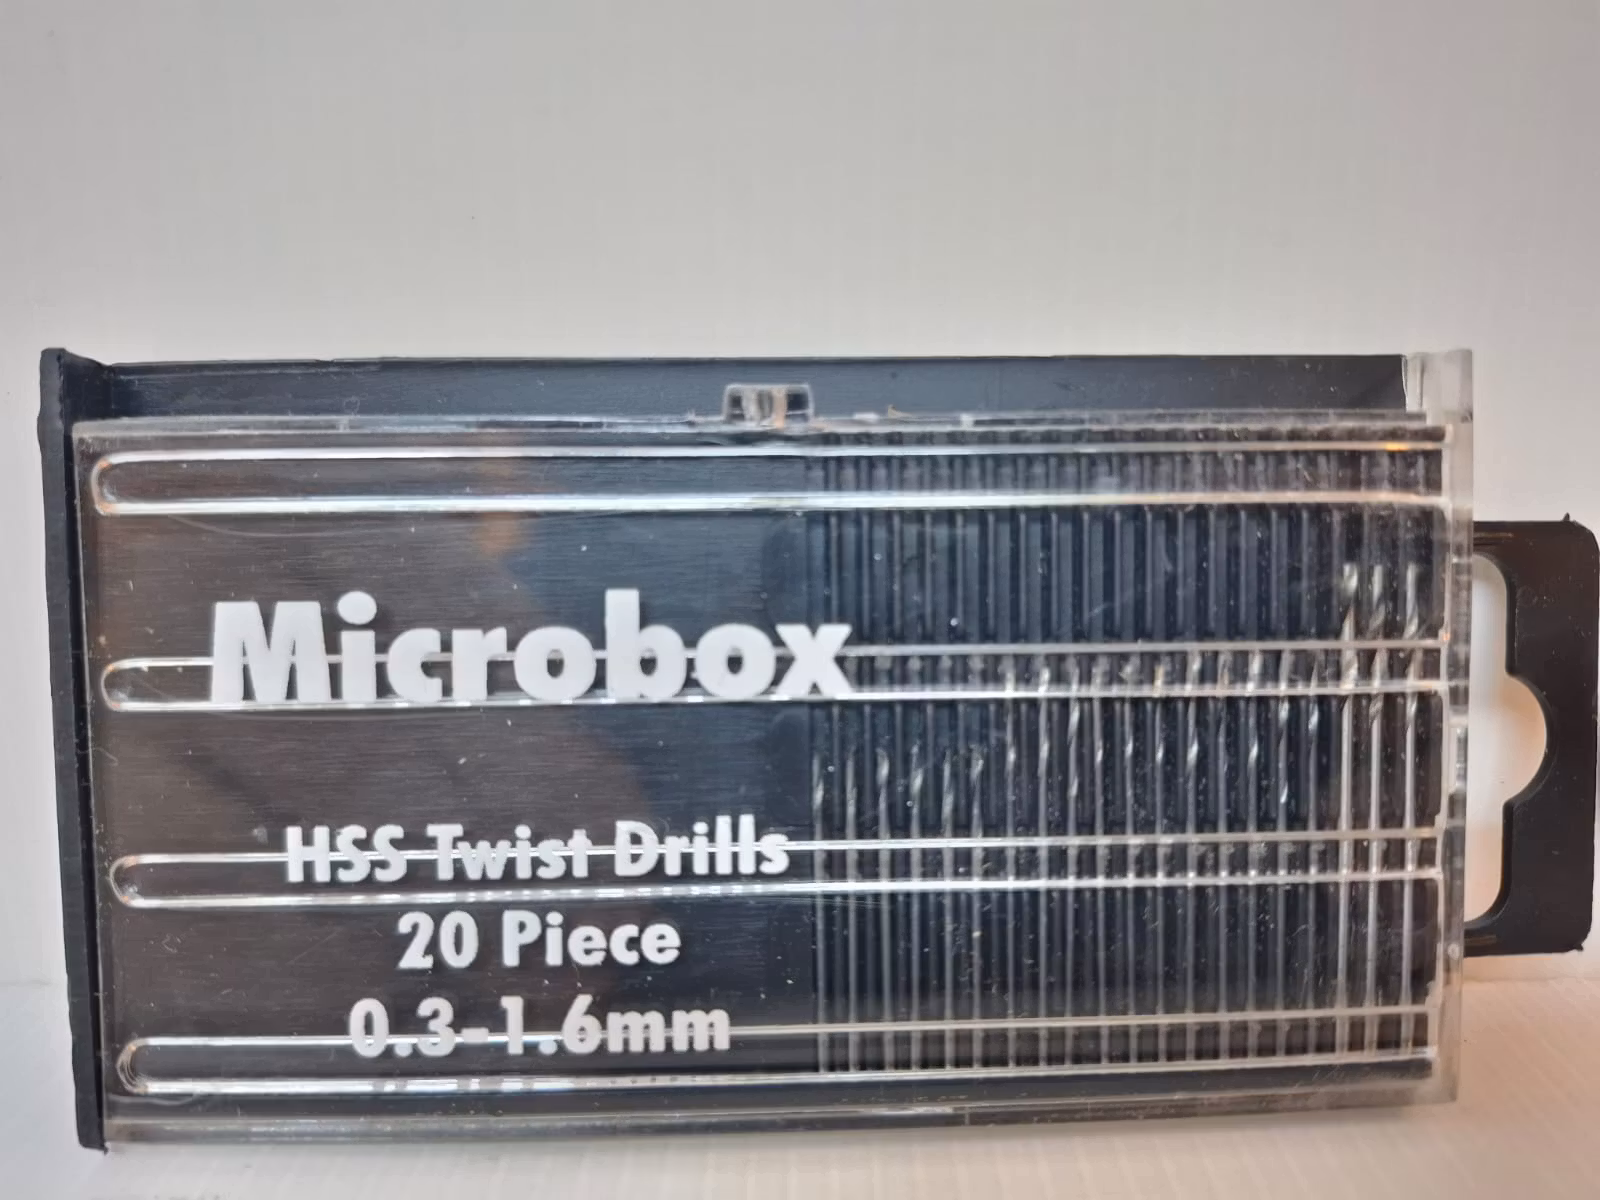 Microbox
HSS Twist Drills
20 Piece
0.3-1.6mm